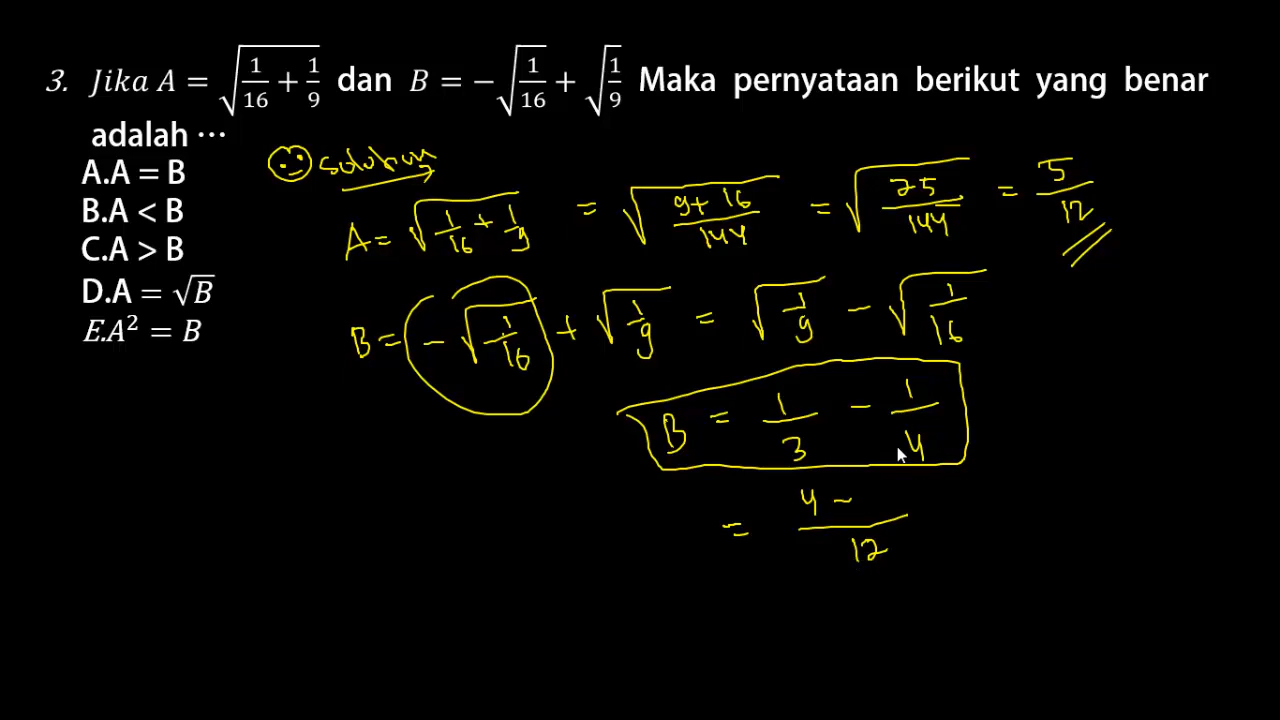 3. Jika A = √(1/16 + 1/9) dan B = −√(1/16) + √(1/9) Maka pernyataan berikut yang benar
adalah ⋯
A.A = B
B.A < B
C.A > B
D.A = √B
E.A² = B
A = √(1/16 + 1/9) = √((9+16)/144) = √(25/144) = 5/12
B = −√(1/16) + √(1/9) = √(1/9) − √(1/16)
B = 1/3 − 1/4
= (4 −)/12